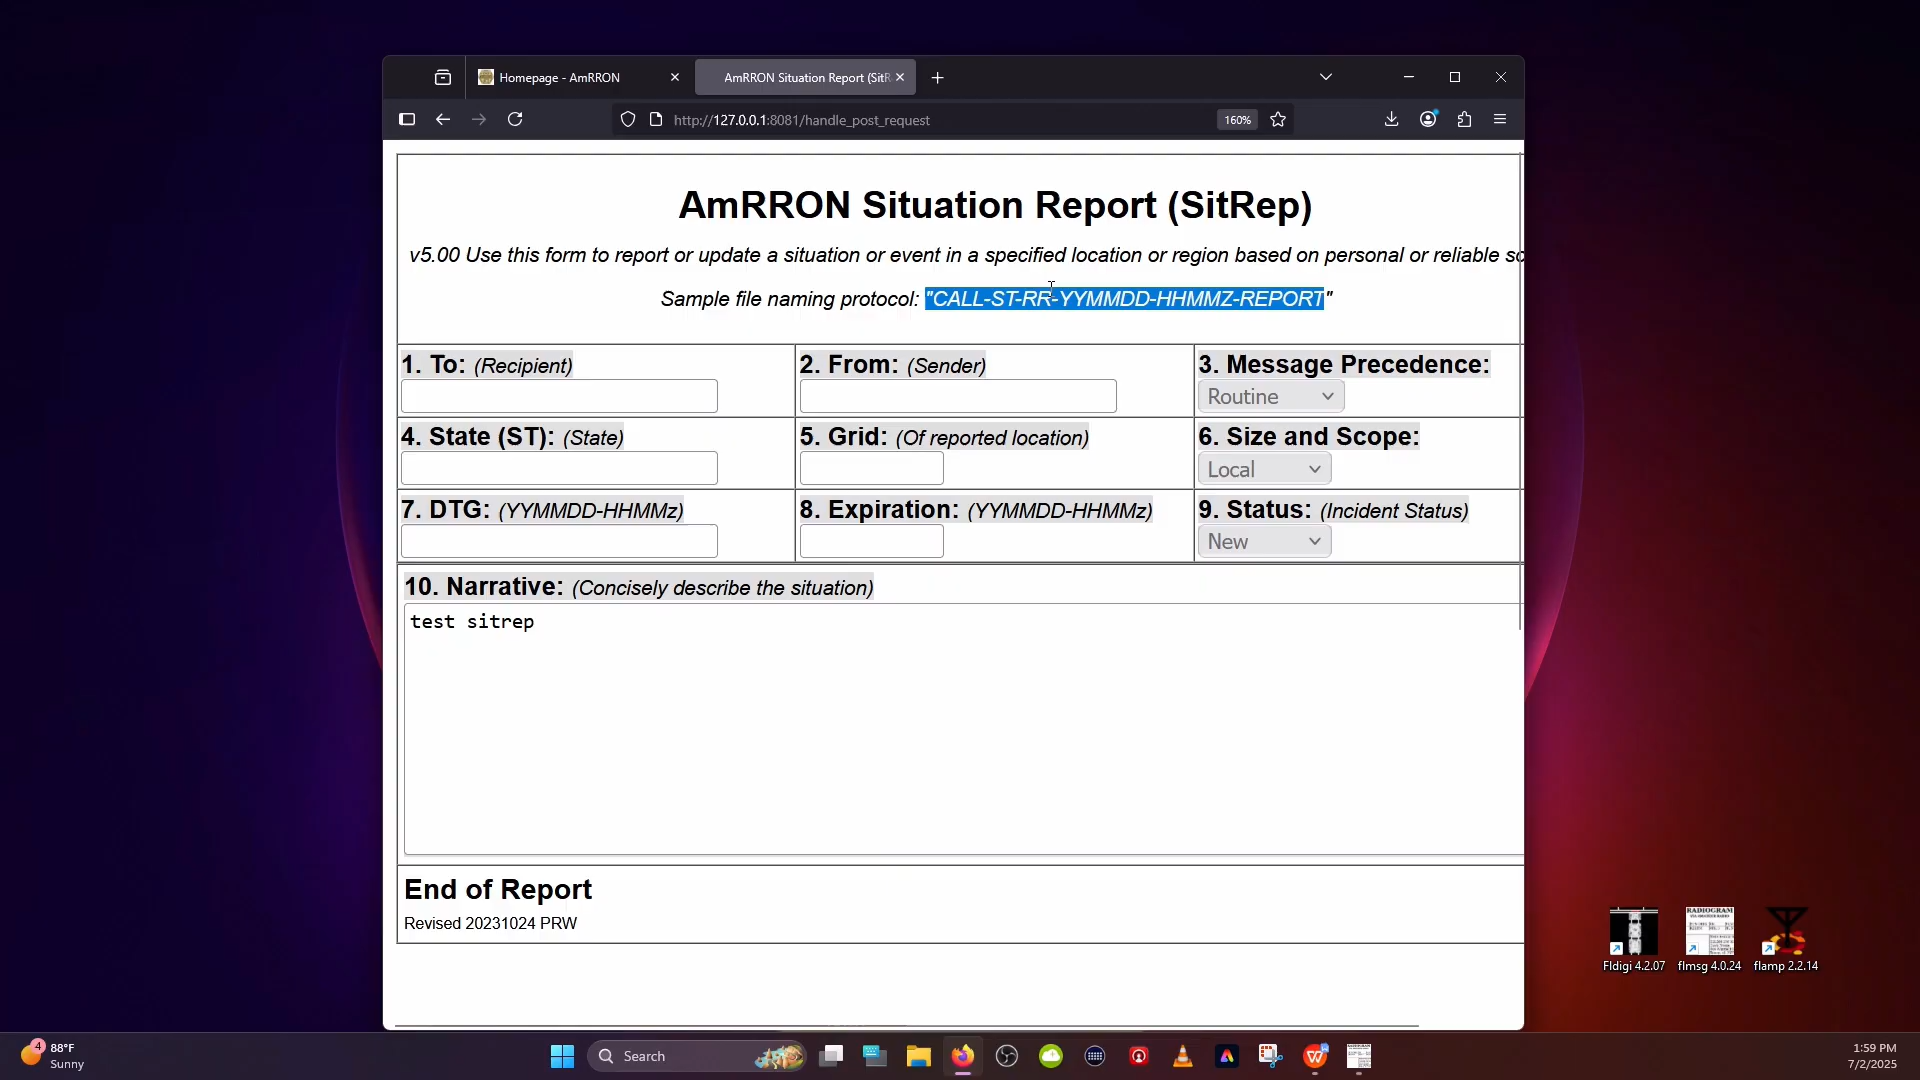 Homepage - AmRRON
AmRRON Situation Report (SitR
http://127.0.0.1:8081/handle_post_request
160%
AmRRON Situation Report (SitRep)
v5.00 Use this form to report or update a situation or event in a specified location or region based on personal or reliable so
Sample file naming protocol: "CALL-ST-RR-YYMMDD-HHMMZ-REPORT"
1. To: (Recipient)
2. From: (Sender)
3. Message Precedence:
Routine
4. State (ST): (State)
5. Grid: (Of reported location)
6. Size and Scope:
Local
7. DTG: (YYMMDD-HHMMz)
8. Expiration: (YYMMDD-HHMMz)
9. Status: (Incident Status)
New
10. Narrative: (Concisely describe the situation)
test sitrep
End of Report
Revised 20231024 PRW
RADIOGRAM
Fldigi 4.2.07
flmsg 4.0.24
flamp 2.2.14
4
88°F
Sunny
Search
1:59 PM
7/2/2025